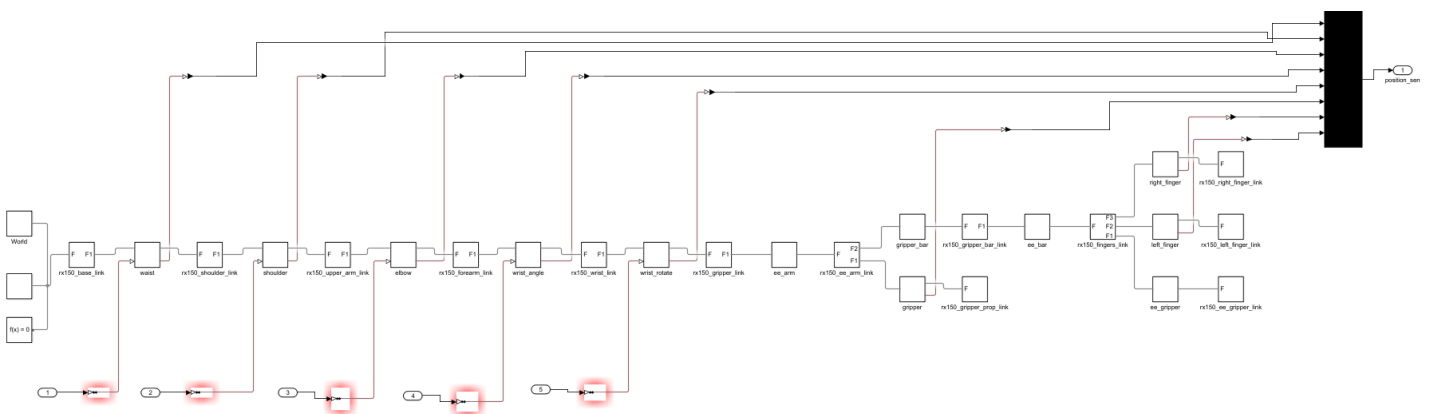 1
position_sen
F
right_finger
rx150_right_finger_link
World
F F1
rx150_base_link
waist
F F1
rx150_shoulder_link
shoulder
F F1
rx150_upper_arm_link
elbow
F F1
rx150_forearm_link
wrist_angle
F F1
rx150_wrist_link
wrist_rotate
F F1
rx150_gripper_link
ee_arm
F2
F
F1
rx150_ee_arm_link
gripper_bar
F F1
rx150_gripper_bar_link
ee_bar
F3
F F2
F1
rx150_fingers_link
left_finger
F
rx150_left_finger_link
gripper
F
rx150_gripper_prop_link
ee_gripper
F
rx150_ee_gripper_link
f(x) = 0
1
2
3
4
5